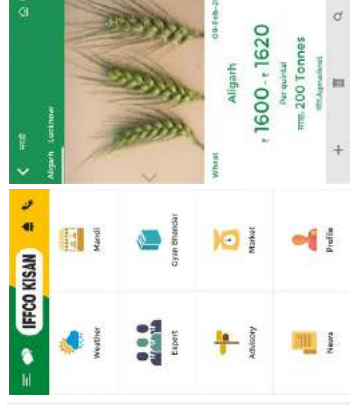 IFFCO KISAN
Weather
Mandi
Expert
Gyan Bhandar
Advisory
Market
News
Profile
मण्डी
Aligarh Lucknow
Wheat
Aligarh
₹ 1600 - ₹ 1620
Per quintal
मात्रा: 200 Tonnes